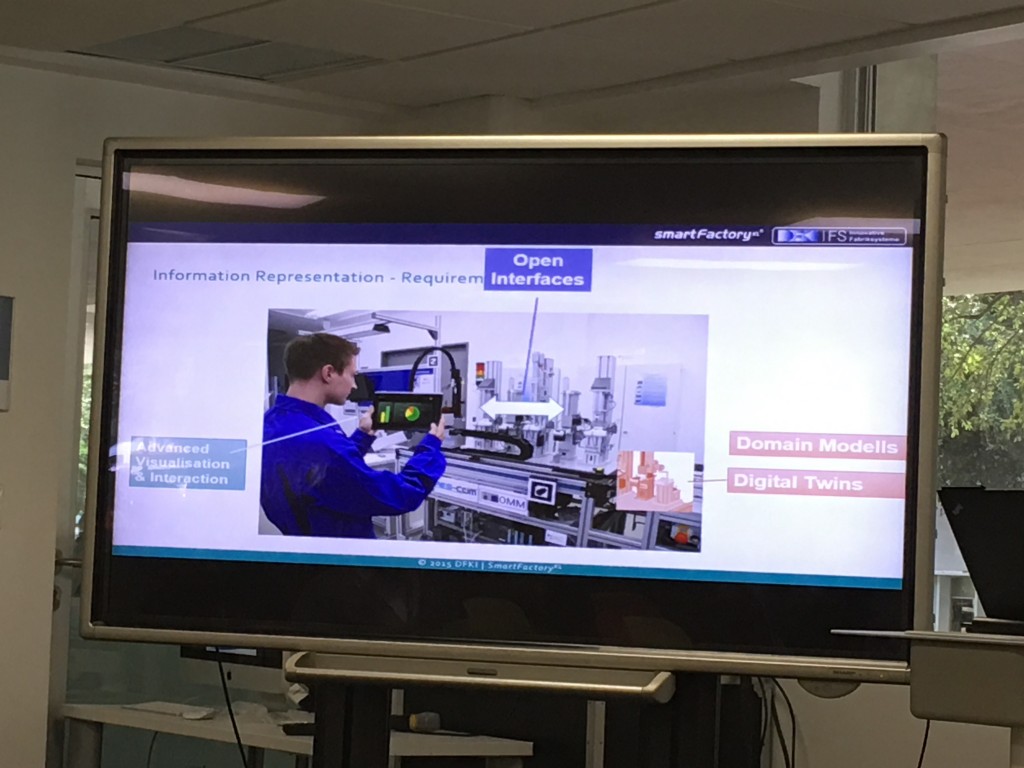 smartFactory KL
DFKI IFS Innovative
Fabriksysteme
Information Representation - Requirem
Open
Interfaces
Advanced
Visualisation
& Interaction
Domain Modells
Digital Twins
© 2015 DFKI | SmartFactory KL